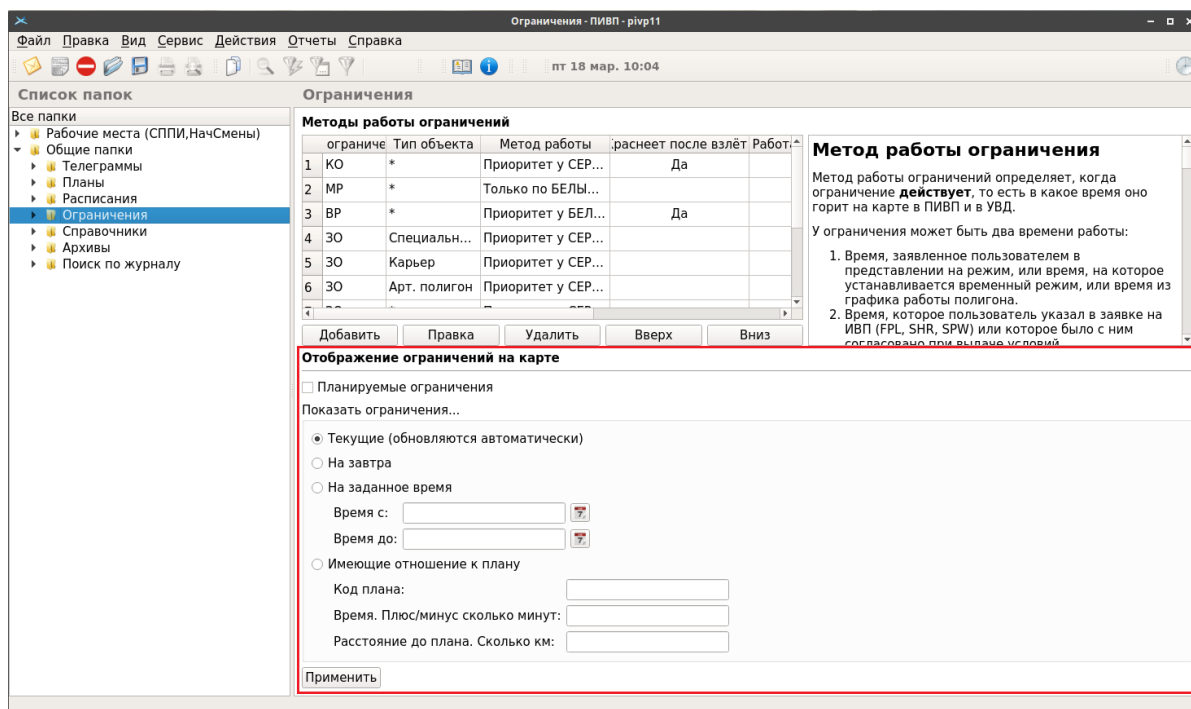 Ограничения - ПИВП - pivp11
Файл Правка Вид Сервис Действия Отчеты Справка
пт 18 мар. 10:04
Список папок
Все папки
Рабочие места (СППИ,НачСмены)
Общие папки
Телеграммы
Планы
Расписания
Ограничения
Справочники
Архивы
Поиск по журналу
Ограничения
Методы работы ограничений
ограниче Тип объекта Метод работы краснеет после взлёт Работ
1 КО * Приоритет у СЕР... Да
2 МР * Только по БЕЛЫ...
3 ВР * Приоритет у БЕЛ... Да
4 ЗО Специальн... Приоритет у СЕР...
5 ЗО Карьер Приоритет у СЕР...
6 ЗО Арт. полигон Приоритет у СЕР...
Добавить Правка Удалить Вверх Вниз
Метод работы ограничения
Метод работы ограничений определяет, когда
ограничение действует, то есть в какое время оно
горит на карте в ПИВП и в УВД.
У ограничения может быть два времени работы:
1. Время, заявленное пользователем в
представлении на режим, или время, на которое
устанавливается временный режим, или время из
графика работы полигона.
2. Время, которое пользователь указал в заявке на
ИВП (FPL, SHR, SPW) или которое было с ним
согласовано при выдаче условий
Отображение ограничений на карте
Планируемые ограничения
Показать ограничения...
Текущие (обновляются автоматически)
На завтра
На заданное время
Время с:
Время до:
Имеющие отношение к плану
Код плана:
Время. Плюс/минус сколько минут:
Расстояние до плана. Сколько км:
Применить